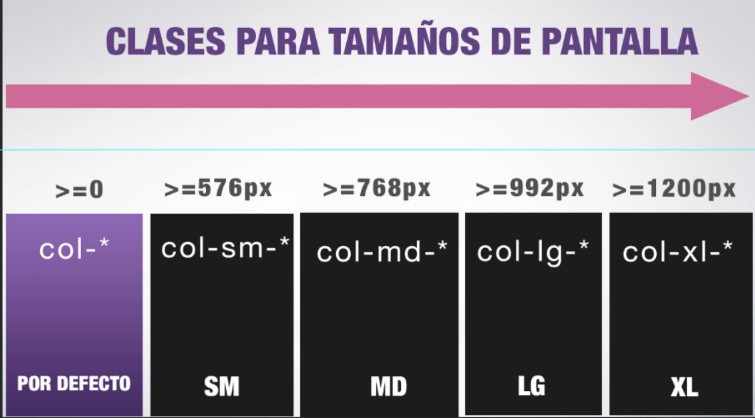 CLASES PARA TAMAÑOS DE PANTALLA
>=0 >=576px >=768px >=992px >=1200px
col-* col-sm-* col-md-* col-lg-* col-xl-*
POR DEFECTO SM MD LG XL